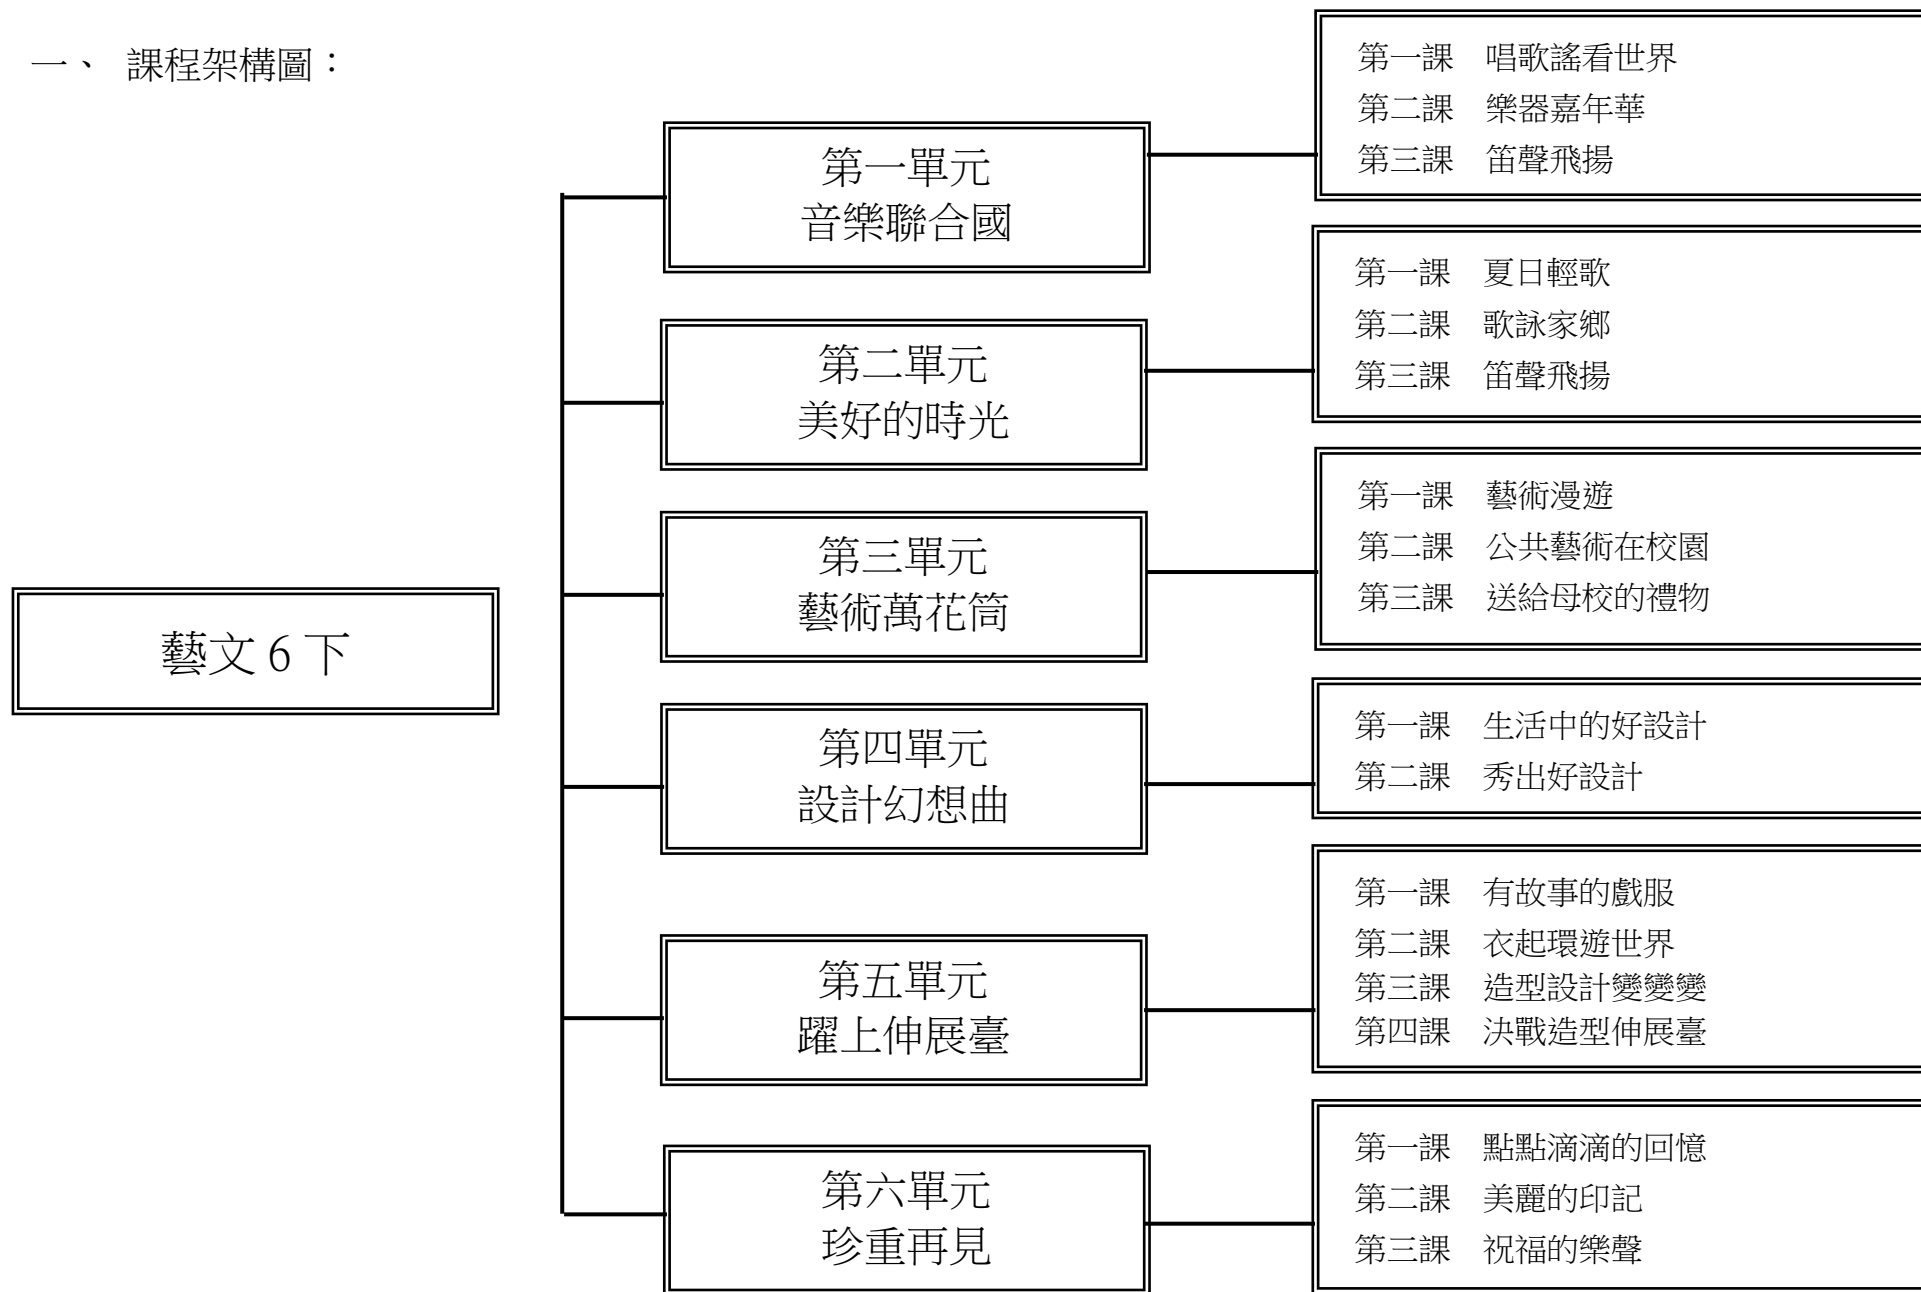 一、 課程架構圖：
藝文 6 下
第一單元
音樂聯合國
第一課 唱歌謠看世界
第二課 樂器嘉年華
第三課 笛聲飛揚
第二單元
美好的時光
第一課 夏日輕歌
第二課 歌詠家鄉
第三課 笛聲飛揚
第三單元
藝術萬花筒
第一課 藝術漫遊
第二課 公共藝術在校園
第三課 送給母校的禮物
第四單元
設計幻想曲
第一課 生活中的好設計
第二課 秀出好設計
第五單元
躍上伸展臺
第一課 有故事的戲服
第二課 衣起環遊世界
第三課 造型設計變變變
第四課 決戰造型伸展臺
第六單元
珍重再見
第一課 點點滴滴的回憶
第二課 美麗的印記
第三課 祝福的樂聲